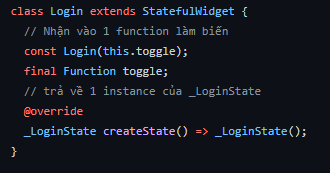 class Login extends StatefulWidget {
// Nhận vào 1 function làm biến
const Login(this.toggle);
final Function toggle;
// trả về 1 instance của _LoginState
@override
_LoginState createState() => _LoginState();
}